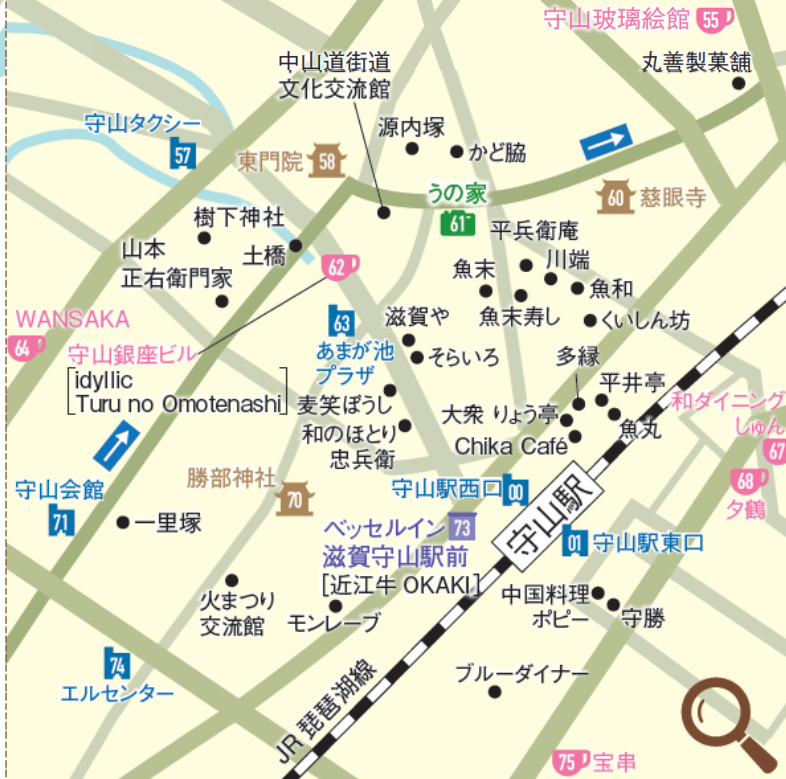 守山玻璃絵館 55
丸善製菓舗
中山道街道
文化交流館
守山タクシー
57
東門院 58
源内塚
かど脇
うの家
61
60 慈眼寺
樹下神社
土橋
山本
正右衛門家
62
平兵衛庵
川端
魚末
魚和
魚末寿し
くいしん坊
WANSAKA
64
守山銀座ビル
[idyllic
Turu no Omotenashi]
63
あまが池
プラザ
滋賀や
そらいろ
多縁
平井亭
麦笑ぼうし
和のほとり
忠兵衛
大衆 りょう亭
魚丸
Chika Café
和ダイニング
しゅん
67
68
夕鶴
守山会館
71
一里塚
勝部神社
70
守山駅西口 00
ベッセルイン 73
滋賀守山駅前
[近江牛 OKAKI]
守山駅
01 守山駅東口
火まつり
交流館
モンレーブ
中国料理
ポピー
守勝
74
エルセンター
JR 琵琶湖線
ブルーダイナー
75 宝串